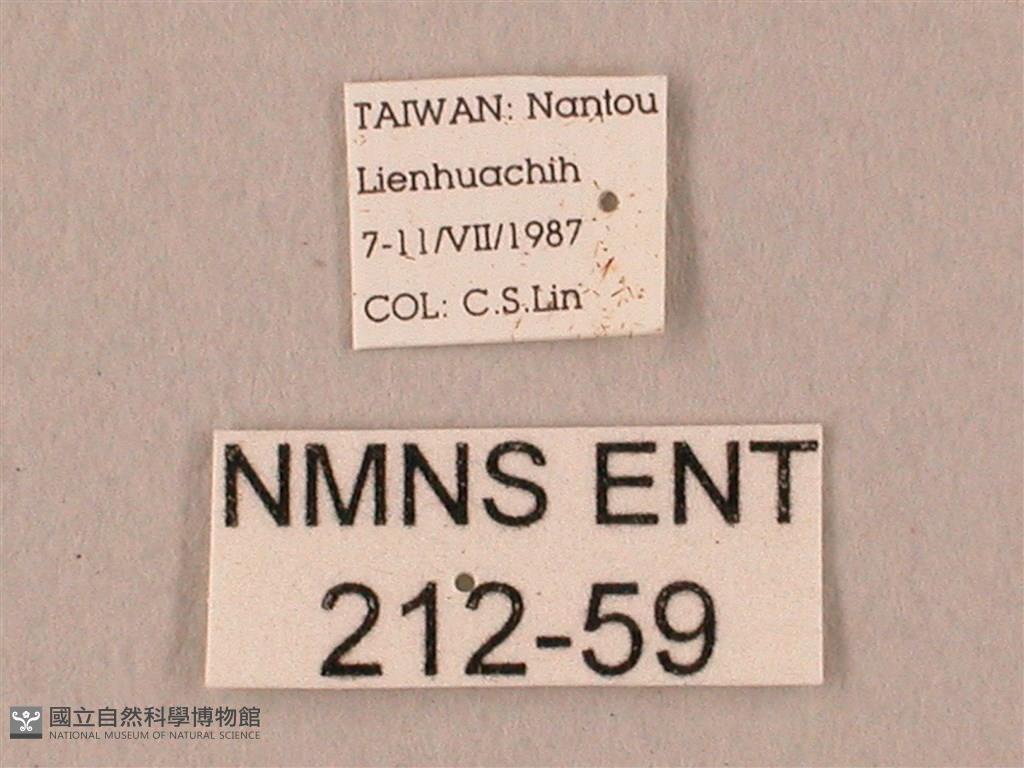 TAIWAN: Nantou
Lienhuachih
7-11/VII/1987
COL: C.S.Lin
NMNS ENT
212-59
國立自然科學博物館
NATIONAL MUSEUM OF NATURAL SCIENCE